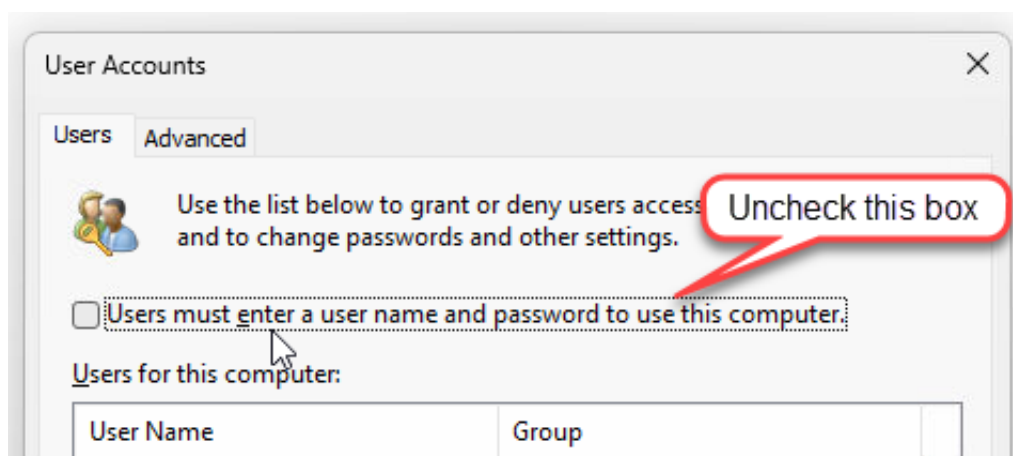 User Accounts
Users
Advanced
Use the list below to grant or deny users access
and to change passwords and other settings.
Uncheck this box
Users must enter a user name and password to use this computer.
Users for this computer:
User Name
Group